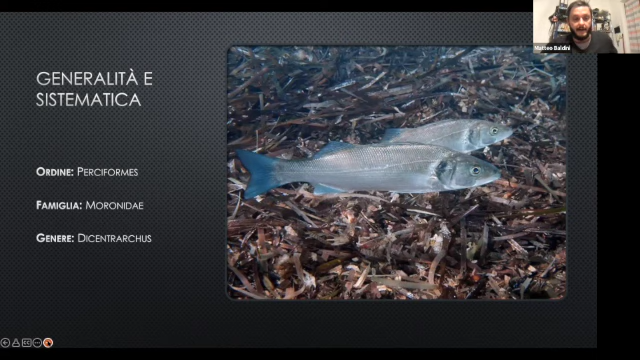 GENERALITÀ E
SISTEMATICA
ORDINE: PERCIFORMES
FAMIGLIA: MORONIDAE
GENERE: DICENTRARCHUS
Matteo Baldini